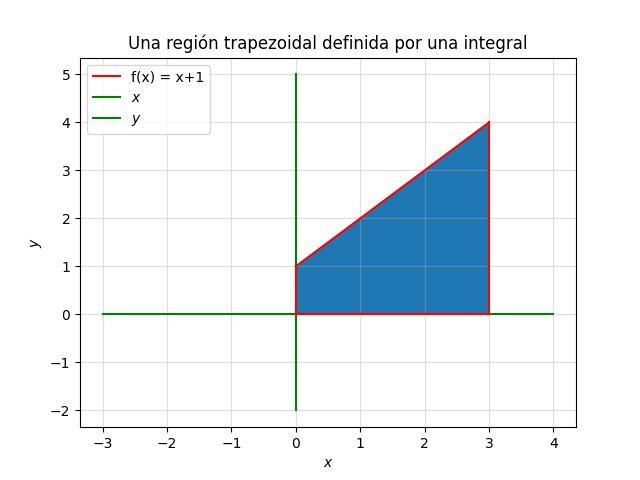 Una región trapezoidal definida por una integral
f(x) = x+1
x
y
5
4
3
2
1
0
−1
−2
y
−3 −2 −1 0 1 2 3 4
x